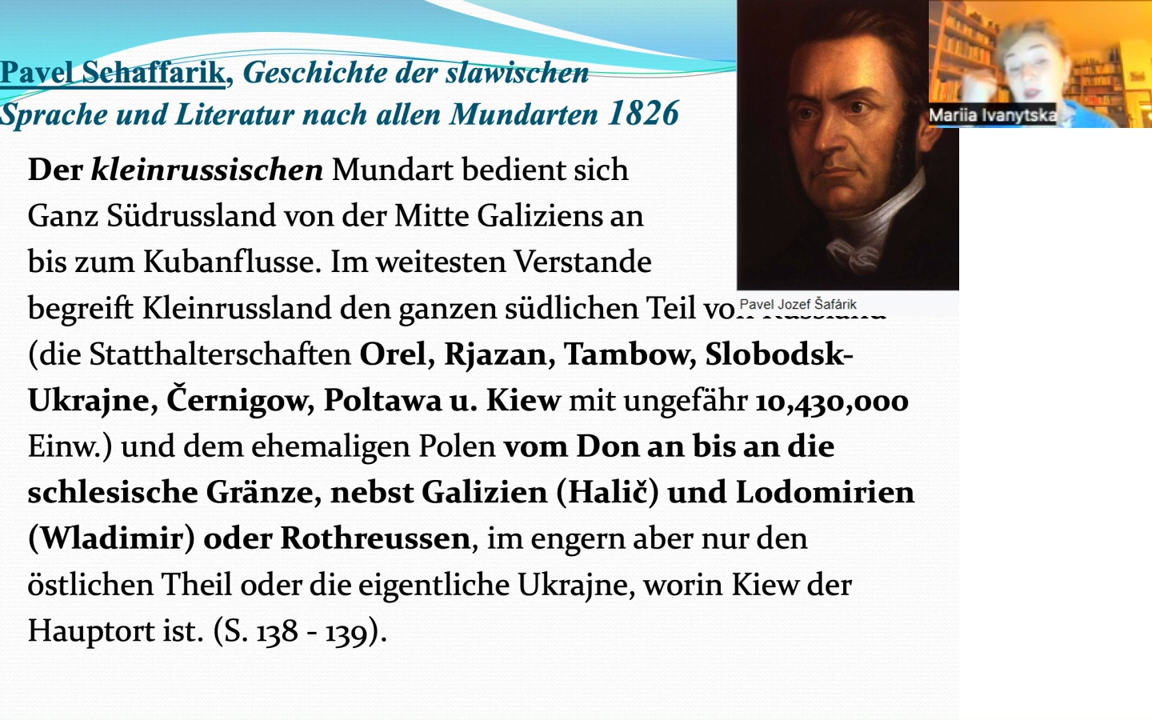 Pavel Schaffarik, Geschichte der slawischen
Sprache und Literatur nach allen Mundarten 1826
Mariia Ivanytska
Der kleinrussischen Mundart bedient sich
Ganz Südrussland von der Mitte Galiziens an
bis zum Kubanflusse. Im weitesten Verstande
begreift Kleinrussland den ganzen südlichen Teil von Russland
Pavel Jozef Šafárik
(die Statthalterschaften Orel, Rjazan, Tambow, Slobodsk-
Ukrajne, Černigow, Poltawa u. Kiew mit ungefähr 10,430,000
Einw.) und dem ehemaligen Polen vom Don an bis an die
schlesische Gränze, nebst Galizien (Halič) und Lodomirien
(Wladimir) oder Rothreussen, im engern aber nur den
östlichen Theil oder die eigentliche Ukrajne, worin Kiew der
Hauptort ist. (S. 138 - 139).